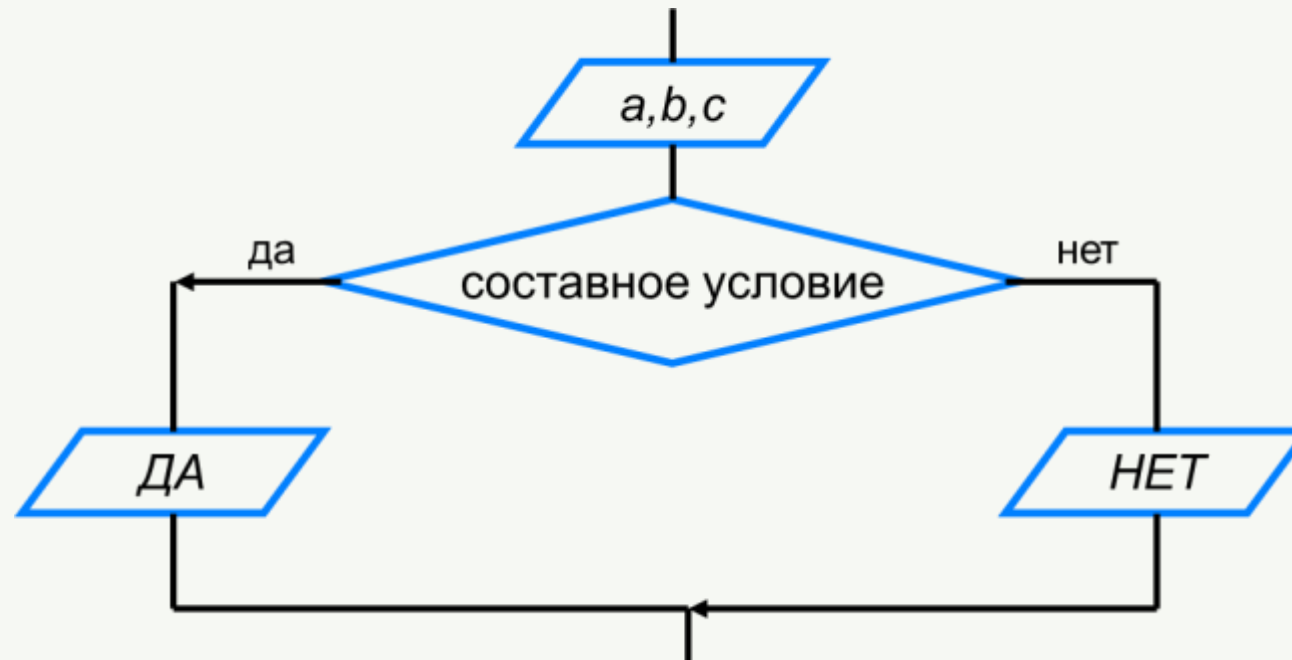 a,b,c
да
составное условие
нет
ДА
НЕТ